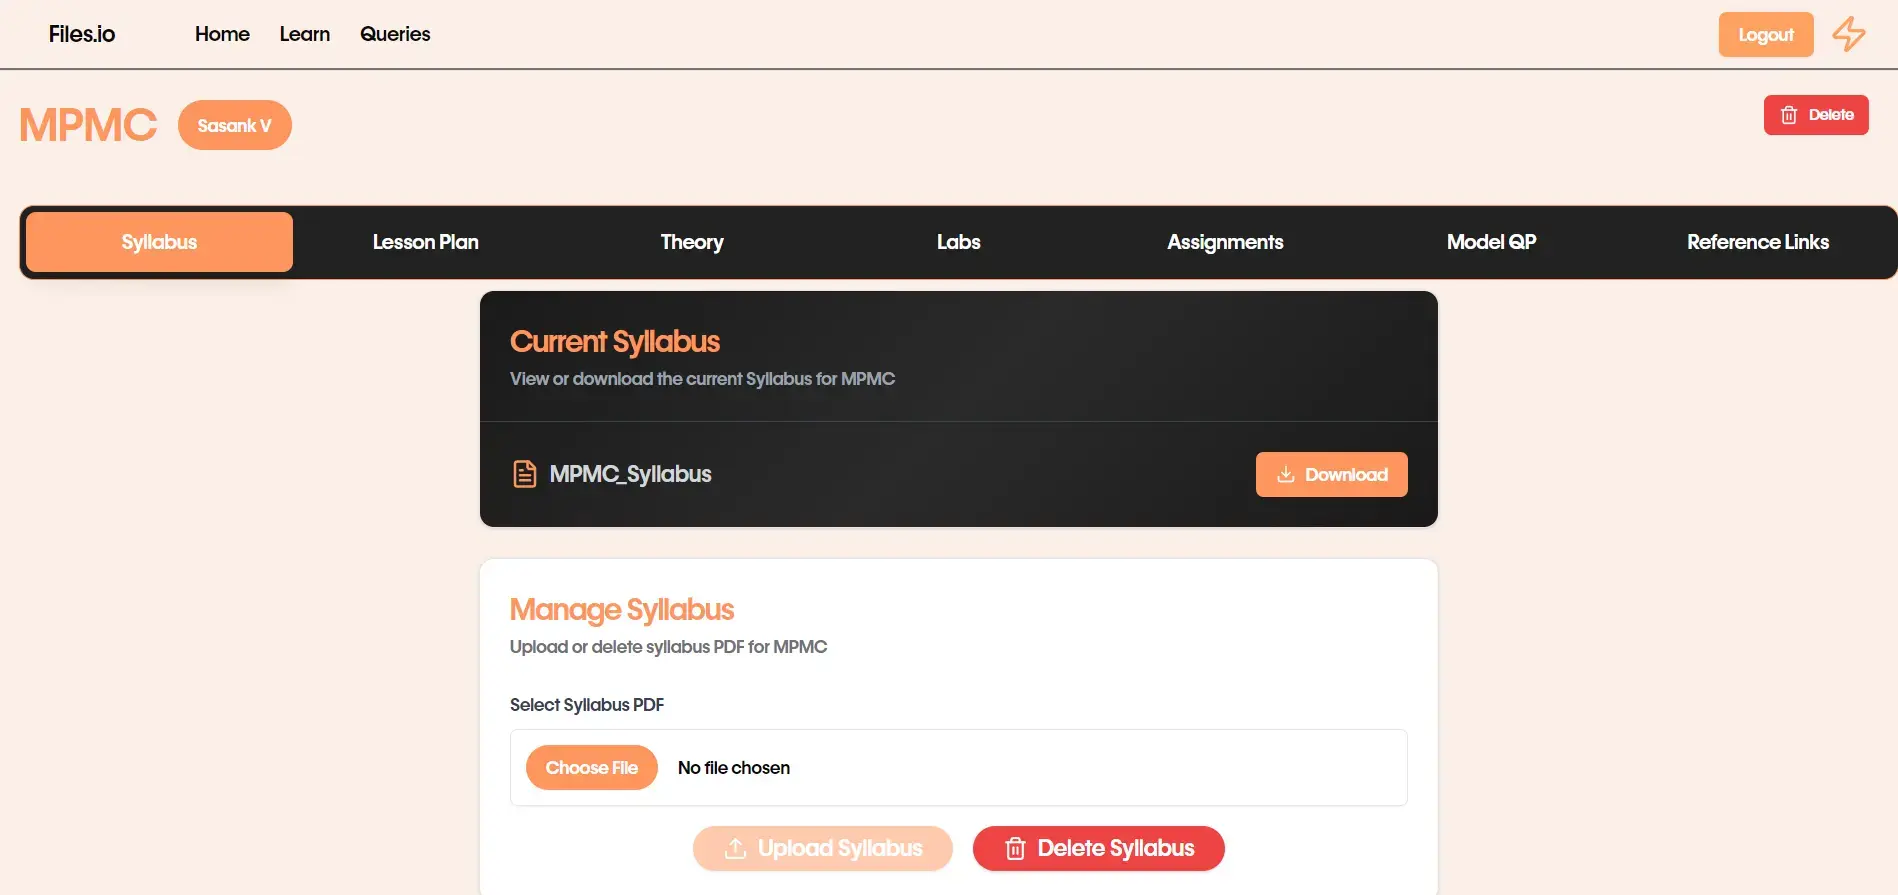 Files.io Home Learn Queries Logout
MPMC Sasank V Delete
Syllabus Lesson Plan Theory Labs Assignments Model QP Reference Links
Current Syllabus
View or download the current Syllabus for MPMC
MPMC_Syllabus Download
Manage Syllabus
Upload or delete syllabus PDF for MPMC
Select Syllabus PDF
Choose File No file chosen
Upload Syllabus Delete Syllabus